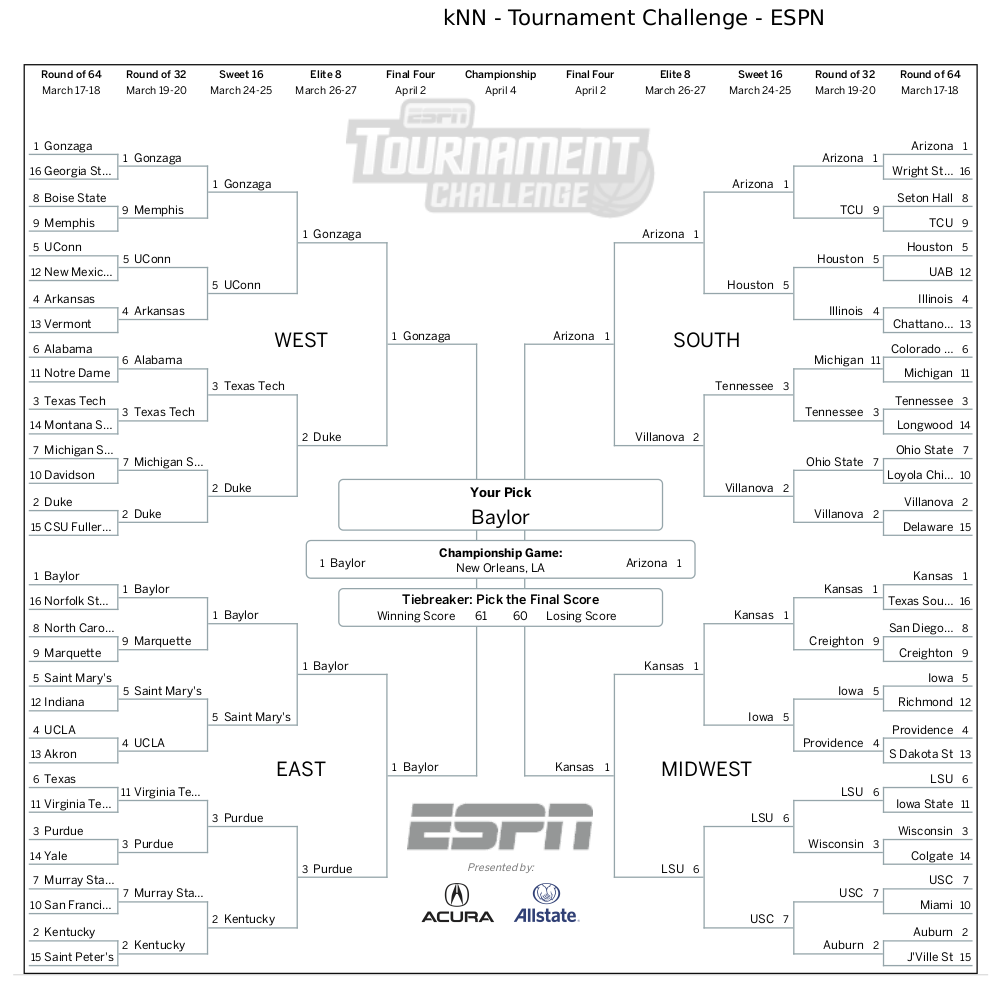 kNN - Tournament Challenge - ESPN
Round of 64 Round of 32 Sweet 16 Elite 8 Final Four Championship Final Four Elite 8 Sweet 16 Round of 32 Round of 64
March 17-18 March 19-20 March 24-25 March 26-27 April 2 April 4 April 2 March 26-27 March 24-25 March 19-20 March 17-18
ESPN
TOURNAMENT
CHALLENGE
1 Gonzaga
16 Georgia St...
8 Boise State
9 Memphis
5 UConn
12 New Mexic...
4 Arkansas
13 Vermont
6 Alabama
11 Notre Dame
3 Texas Tech
14 Montana S...
7 Michigan S...
10 Davidson
2 Duke
15 CSU Fuller...
1 Gonzaga
9 Memphis
5 UConn
4 Arkansas
6 Alabama
3 Texas Tech
7 Michigan S...
2 Duke
1 Gonzaga
5 UConn
3 Texas Tech
2 Duke
1 Gonzaga
2 Duke
1 Gonzaga
WEST
Arizona 1
Wright St... 16
Seton Hall 8
TCU 9
Houston 5
UAB 12
Illinois 4
Chattano... 13
Colorado ... 6
Michigan 11
Tennessee 3
Longwood 14
Ohio State 7
Loyola Chi... 10
Villanova 2
Delaware 15
Arizona 1
TCU 9
Houston 5
Illinois 4
Michigan 11
Tennessee 3
Ohio State 7
Villanova 2
Arizona 1
Houston 5
Tennessee 3
Villanova 2
Arizona 1
Villanova 2
Arizona 1
SOUTH
Your Pick
Baylor
Championship Game:
New Orleans, LA
1 Baylor
Arizona 1
Tiebreaker: Pick the Final Score
Winning Score 61 60 Losing Score
1 Baylor
16 Norfolk St...
8 North Caro...
9 Marquette
5 Saint Mary's
12 Indiana
4 UCLA
13 Akron
6 Texas
11 Virginia Te...
3 Purdue
14 Yale
7 Murray Sta...
10 San Franci...
2 Kentucky
15 Saint Peter's
1 Baylor
9 Marquette
5 Saint Mary's
4 UCLA
11 Virginia Te...
3 Purdue
7 Murray Sta...
2 Kentucky
1 Baylor
5 Saint Mary's
3 Purdue
2 Kentucky
1 Baylor
3 Purdue
1 Baylor
EAST
Kansas 1
Texas Sou... 16
San Diego... 8
Creighton 9
Iowa 5
Richmond 12
Providence 4
S Dakota St 13
LSU 6
Iowa State 11
Wisconsin 3
Colgate 14
USC 7
Miami 10
Auburn 2
J'Ville St 15
Kansas 1
Creighton 9
Iowa 5
Providence 4
LSU 6
Wisconsin 3
USC 7
Auburn 2
Kansas 1
Iowa 5
LSU 6
USC 7
Kansas 1
LSU 6
Kansas 1
MIDWEST
ESPN
Presented by:
ACURA
Allstate.